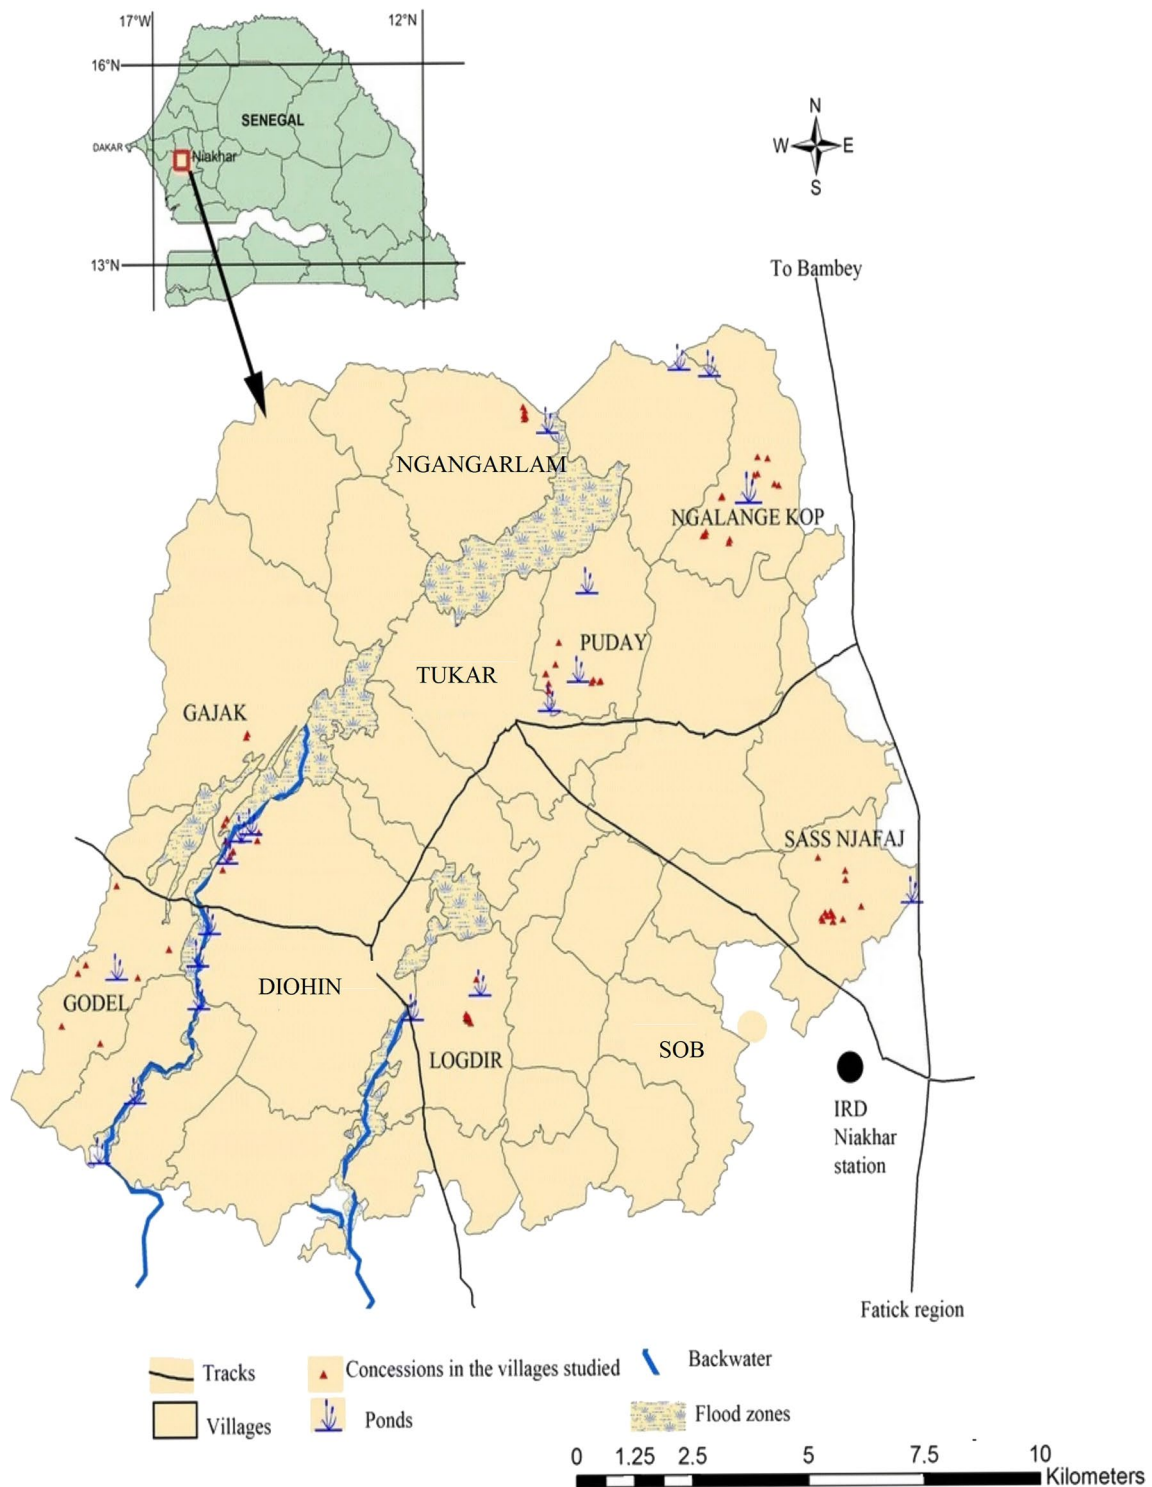 17°W
12°N
16°N
SENEGAL
DAKAR
Niakhar
13°N
N
W
E
S
To Bambey
NGANGARLAM
NGALANGE KOP
PUDAY
TUKAR
GAJAK
SASS NJAFAJ
DIOHIN
GODEL
LOGDIR
SOB
IRD
Niakhar
station
Fatick region
Tracks
Concessions in the villages studied
Backwater
Villages
Ponds
Flood zones
0 1.25 2.5 5 7.5 10
Kilometers